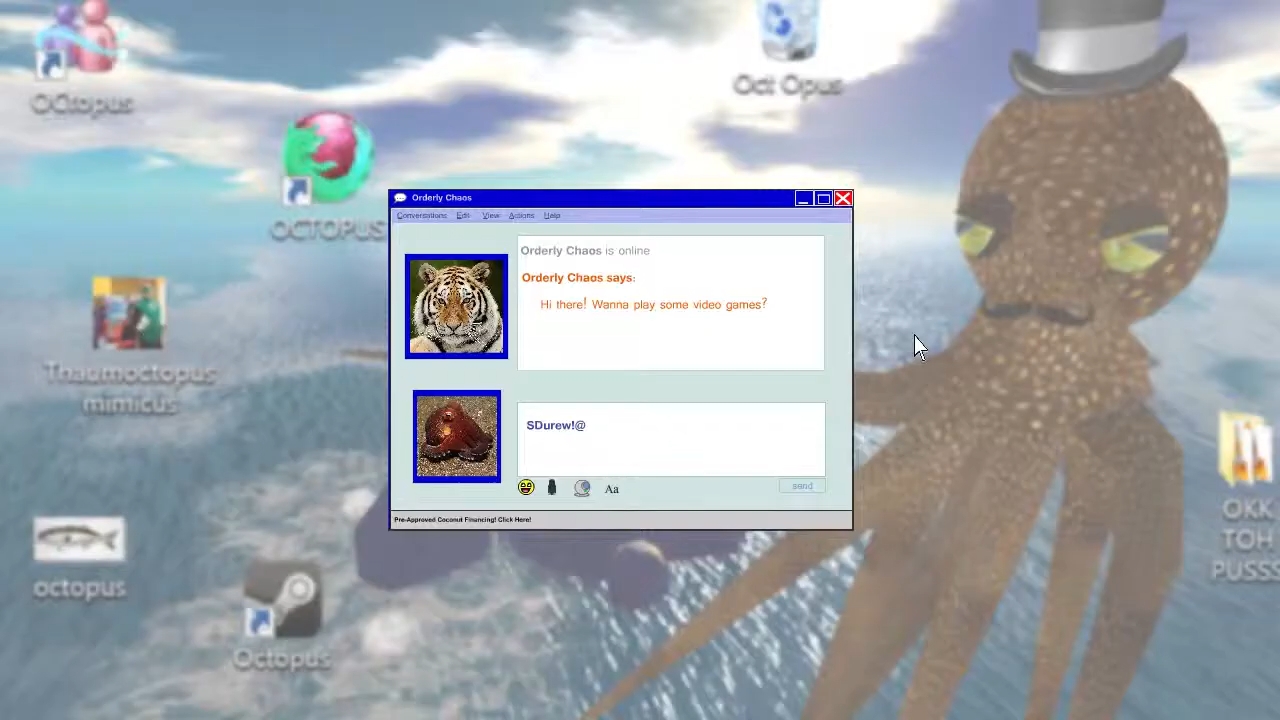 OCtopus
Oct Opus
OCTOPUS
Orderly Chaos
Conversations Edit View Actions Help
Orderly Chaos is online
Orderly Chaos says:
Hi there! Wanna play some video games?
Thaumoctopus
mimicus
SDurew!@
Aa
send
Pre-Approved Coconut Financing! Click Here!
octopus
Octopus
OKK
TOH
PUSSS